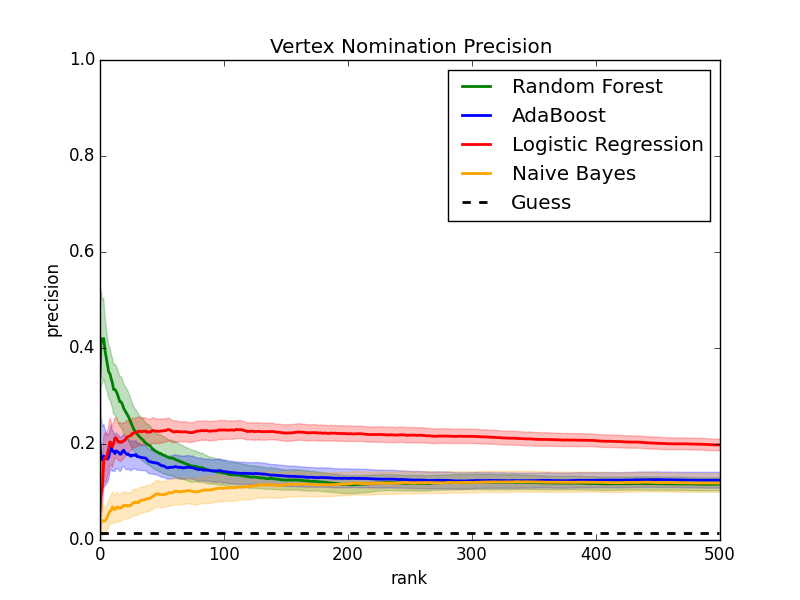 Vertex Nomination Precision
1.0
0.8
0.6
0.4
0.2
0.0
precision
Random Forest
AdaBoost
Logistic Regression
Naive Bayes
Guess
0
100
200
300
400
500
rank